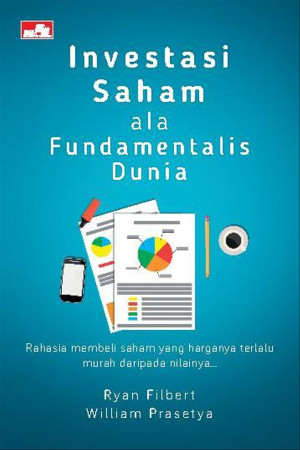 Investasi
Saham
ala
Fundamentalis
Dunia
Rahasia membeli saham yang harganya terlalu
murah daripada nilainya...
Ryan Filbert
William Prasetya